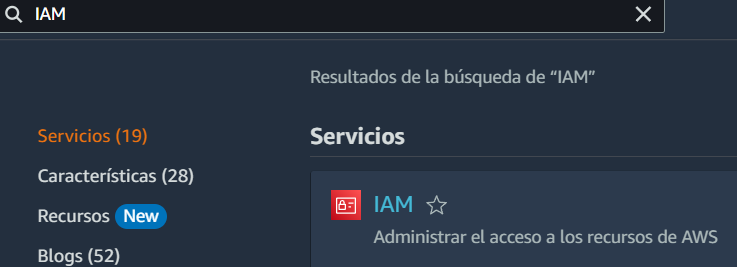 IAM
Resultados de la búsqueda de “IAM”
Servicios (19)
Características (28)
Recursos New
Blogs (52)
Servicios
IAM
Administrar el acceso a los recursos de AWS